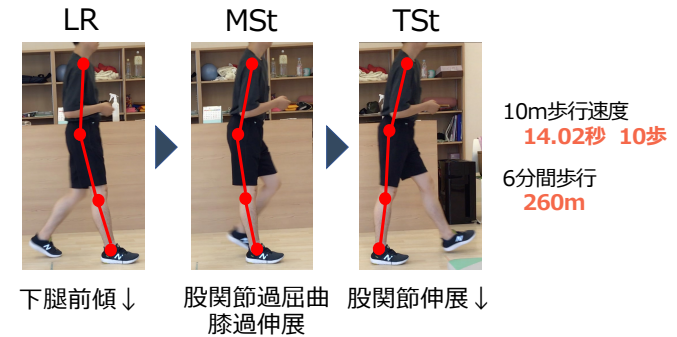 LR
MSt
TSt
10m歩行速度
14.02秒 10歩
6分間歩行
260m
下腿前傾↓
股関節過屈曲
膝過伸展
股関節伸展↓